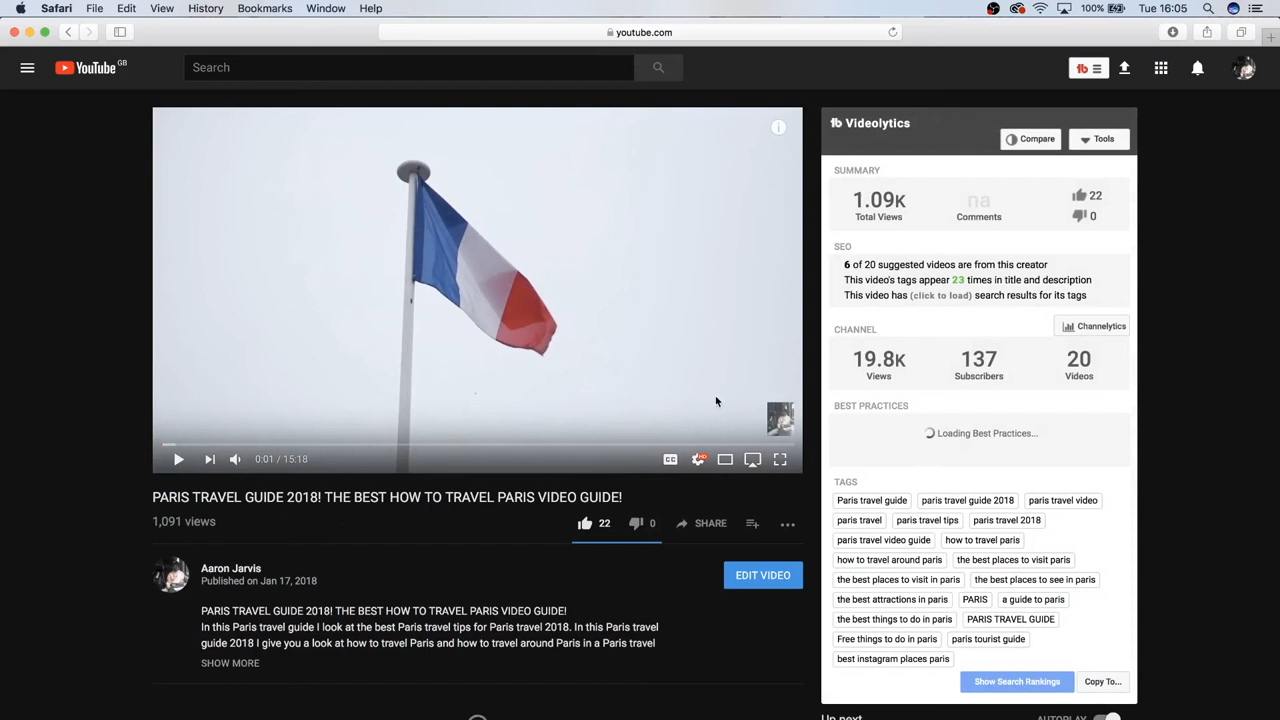 Safari File Edit View History Bookmarks Window Help 100% Tue 16:05
youtube.com
YouTube GB Search
Videolytics
Compare Tools
SUMMARY
1.09K na 22
Total Views Comments 0
SEO
6 of 20 suggested videos are from this creator
This video's tags appear 23 times in title and description
This video has (click to load) search results for its tags
CHANNEL Channelytics
19.8K 137 20
Views Subscribers Videos
BEST PRACTICES
Loading Best Practices...
TAGS
Paris travel guide paris travel guide 2018 paris travel video
paris travel paris travel tips paris travel 2018
paris travel video guide how to travel paris
how to travel around paris the best places to visit paris
the best places to visit in paris the best places to see in paris
the best attractions in paris PARIS a guide to paris
the best things to do in paris PARIS TRAVEL GUIDE
Free things to do in paris paris tourist guide
best instagram places paris
Show Search Rankings Copy To...
Up next AUTOPLAY
0:01 / 15:18 CC HD
PARIS TRAVEL GUIDE 2018! THE BEST HOW TO TRAVEL PARIS VIDEO GUIDE!
1,091 views
22 0 SHARE
Aaron Jarvis
Published on Jan 17, 2018
EDIT VIDEO
PARIS TRAVEL GUIDE 2018! THE BEST HOW TO TRAVEL PARIS VIDEO GUIDE!
In this Paris travel guide I look at the best Paris travel tips for Paris travel 2018. In this Paris travel
guide 2018 I give you a look at how to travel Paris and how to travel around Paris in a Paris travel
SHOW MORE